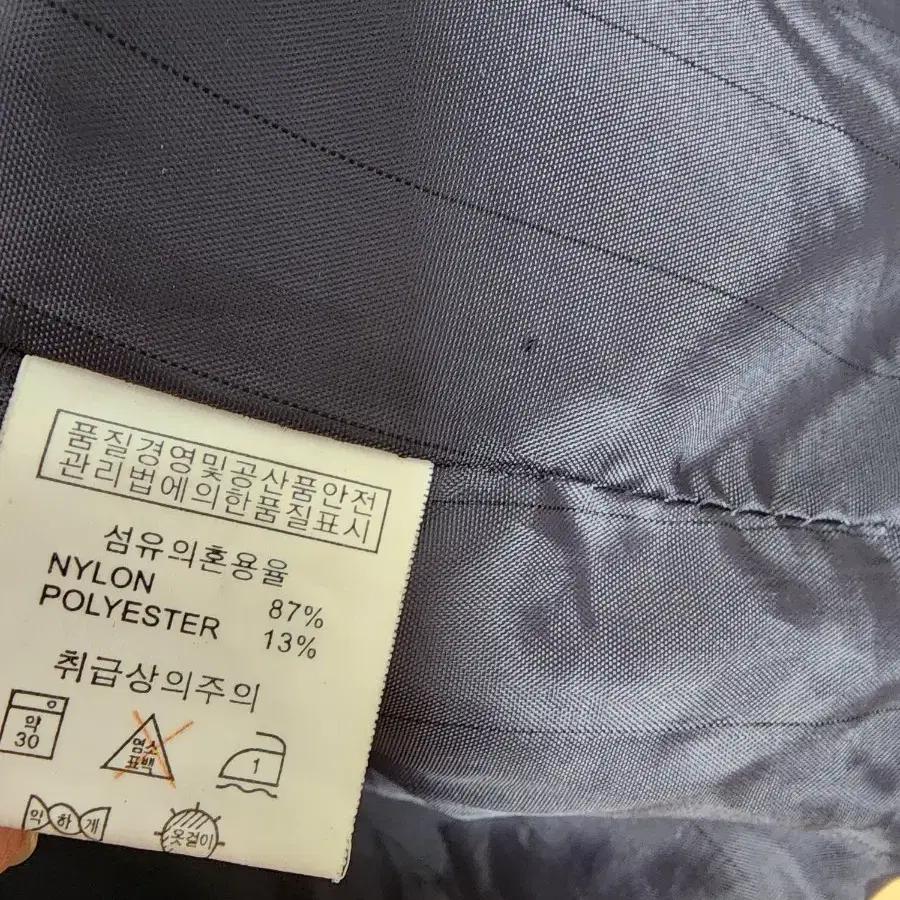 품질경영및공산품안전
관리법에의한품질표시
섬유의혼용율
NYLON 87%
POLYESTER 13%
취급상의주의
약
30
염소
표백
1
약하게
옷걸이